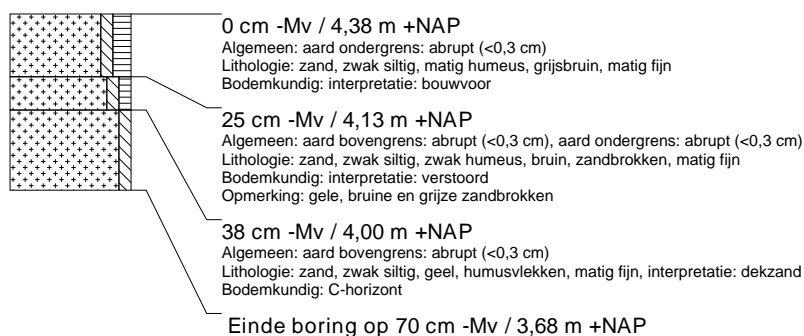 0 cm -Mv / 4,38 m +NAP
Algemeen: aard ondergrens: abrupt (<0,3 cm)
Lithologie: zand, zwak siltig, matig humeus, grijsbruin, matig fijn
Bodemkundig: interpretatie: bouwvoor
25 cm -Mv / 4,13 m +NAP
Algemeen: aard bovengrens: abrupt (<0,3 cm), aard ondergrens: abrupt (<0,3 cm)
Lithologie: zand, zwak siltig, zwak humeus, bruin, zandbrokken, matig fijn
Bodemkundig: interpretatie: verstoord
Opmerking: gele, bruine en grijze zandbrokken
38 cm -Mv / 4,00 m +NAP
Algemeen: aard bovengrens: abrupt (<0,3 cm)
Lithologie: zand, zwak siltig, geel, humusvlekken, matig fijn, interpretatie: dekzand
Bodemkundig: C-horizont
Einde boring op 70 cm -Mv / 3,68 m +NAP